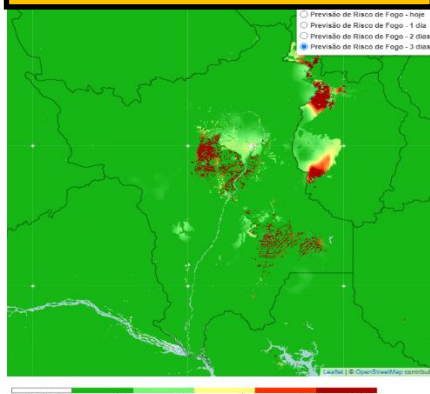 Previsão de Risco de Fogo - hoje
Previsão de Risco de Fogo - 1 dia
Previsão de Risco de Fogo - 2 dias
Previsão de Risco de Fogo - 3 dias
Leaflet | © OpenStreetMap contribu